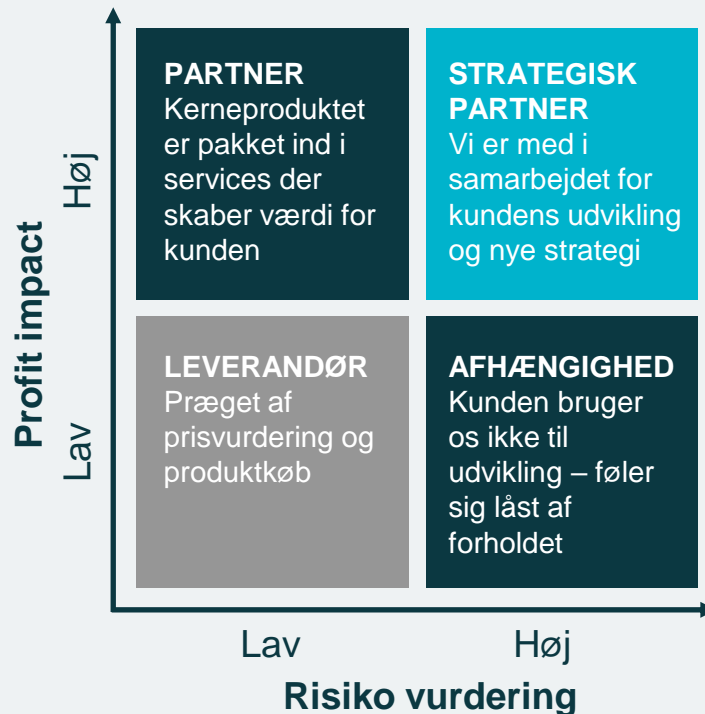 PARTNER
Kerneproduktet
er pakket ind i
services der
skaber værdi for
kunden
STRATEGISK
PARTNER
Vi er med i
samarbejdet for
kundens udvikling
og nye strategi
LEVERANDØR
Præget af
prisvurdering og
produktkøb
AFHÆNGIGHED
Kunden bruger
os ikke til
udvikling – føler
sig låst af
forholdet
Profit impact
Høj
Lav
Lav
Høj
Risiko vurdering